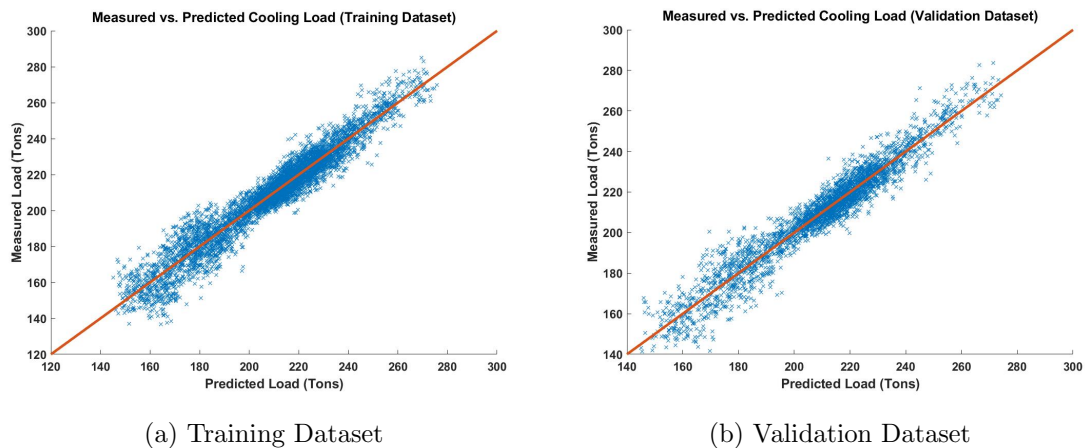 Measured vs. Predicted Cooling Load (Training Dataset)
300
280
260
240
220
200
180
160
140
120
Measured Load (Tons)
120 140 160 180 200 220 240 260 280 300
Predicted Load (Tons)
(a) Training Dataset
Measured vs. Predicted Cooling Load (Validation Dataset)
300
280
260
240
220
200
180
160
140
Measured Load (Tons)
140 160 180 200 220 240 260 280 300
Predicted Load (Tons)
(b) Validation Dataset